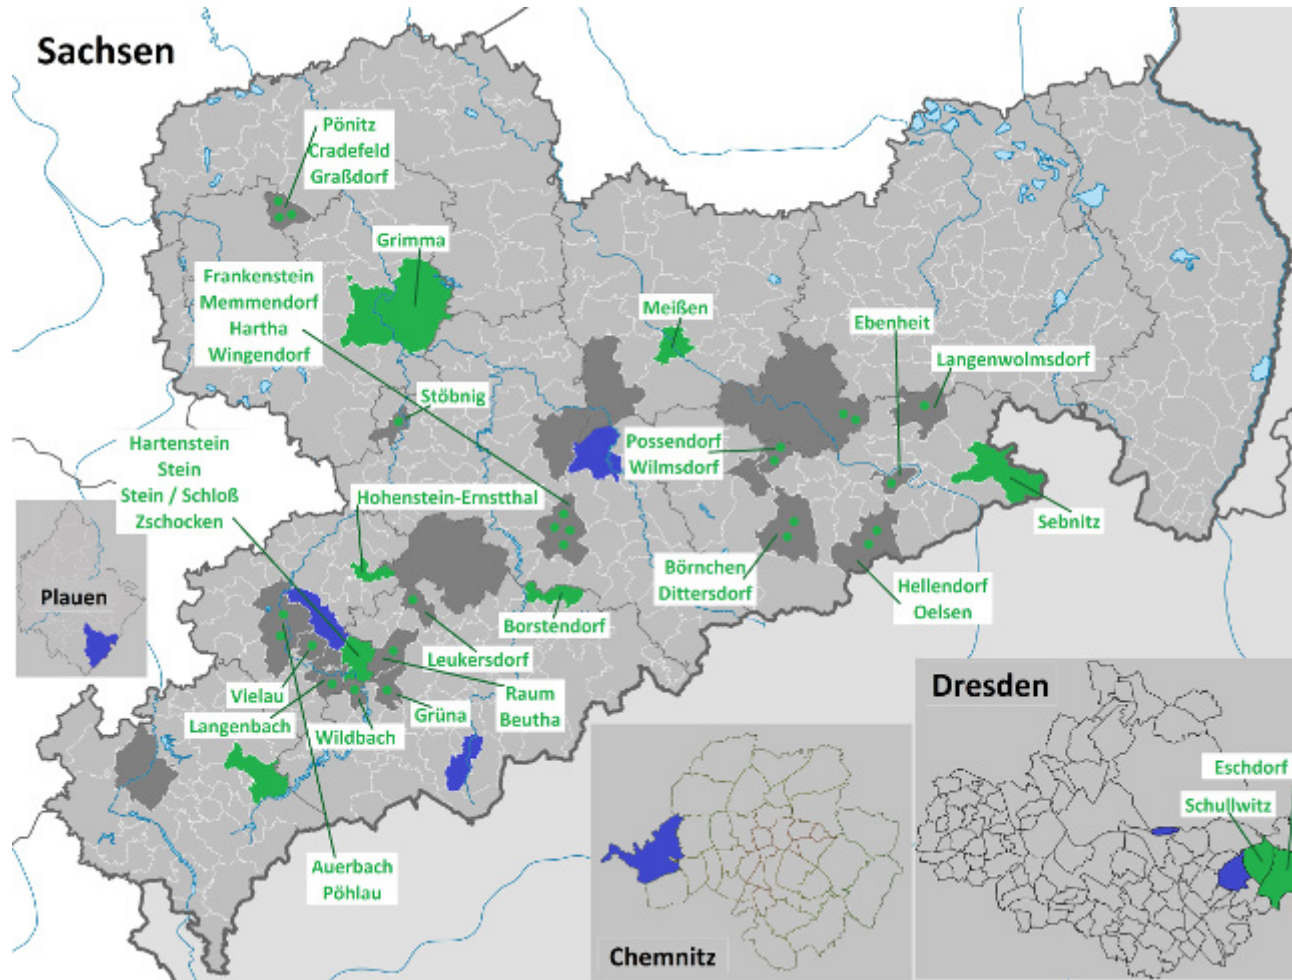 Sachsen
Pönitz
Cradefeld
Graßdorf
Grimma
Frankenstein
Memmendorf
Hartha
Wingendorf
Meißen
Ebenheit
Langenwolmsdorf
Stöbnig
Hartenstein
Stein
Stein / Schloß
Zschocken
Possendorf
Wilmsdorf
Hohenstein-Ernstthal
Sebnitz
Börnchen
Dittersdorf
Hellendorf
Oelsen
Plauen
Borstendorf
Leukersdorf
Vielau
Langenbach
Wildbach
Grüna
Raum
Beutha
Auerbach
Pöhlau
Chemnitz
Dresden
Eschdorf
Schullwitz